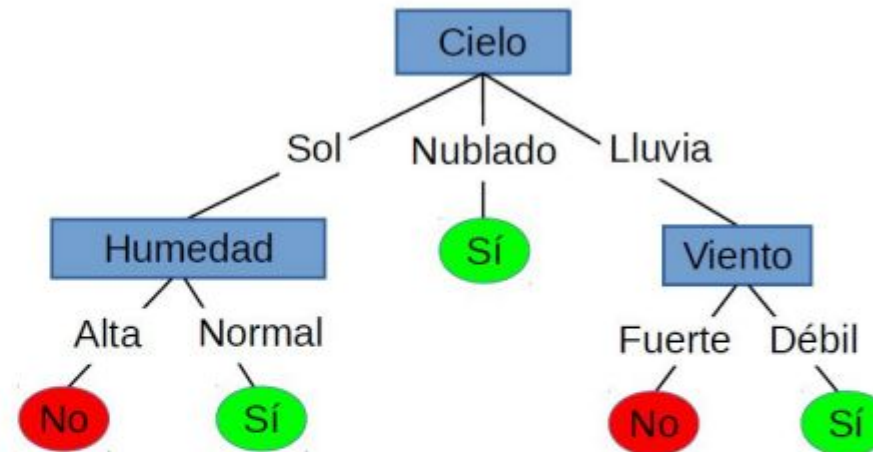 Cielo
Sol Nublado Lluvia
Humedad Sí Viento
Alta Normal Fuerte Débil
No Sí No Sí